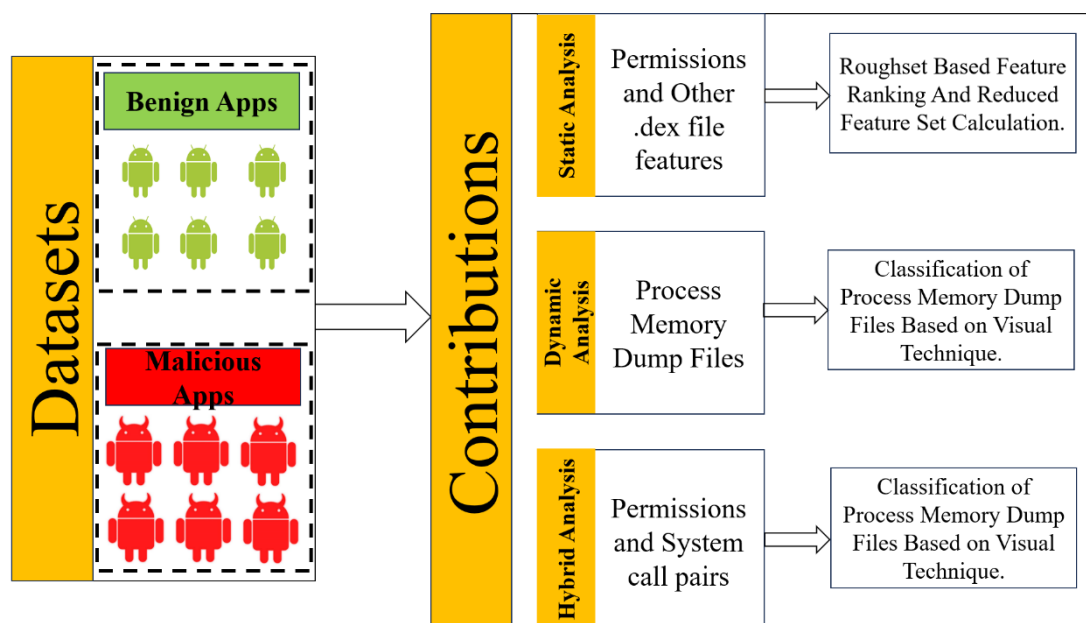 Datasets
Benign Apps
Malicious
Apps
Contributions
Static Analysis
Permissions
and Other
.dex file
features
Roughset Based Feature
Ranking And Reduced
Feature Set Calculation.
Dynamic
Analysis
Process
Memory
Dump Files
Classification of
Process Memory Dump
Files Based on Visual
Technique.
Hybrid Analysis
Permissions
and System
call pairs
Classification of
Process Memory Dump
Files Based on Visual
Technique.